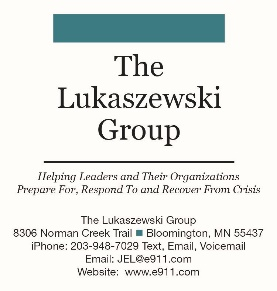 The
Lukaszewski
Group
Helping Leaders and Their Organizations
Prepare For, Respond To and Recover From Crisis
The Lukaszewski Group
8306 Norman Creek Trail ■ Bloomington, MN 55437
iPhone: 203-948-7029 Text, Email, Voicemail
Email: JEL@e911.com
Website: www.e911.com